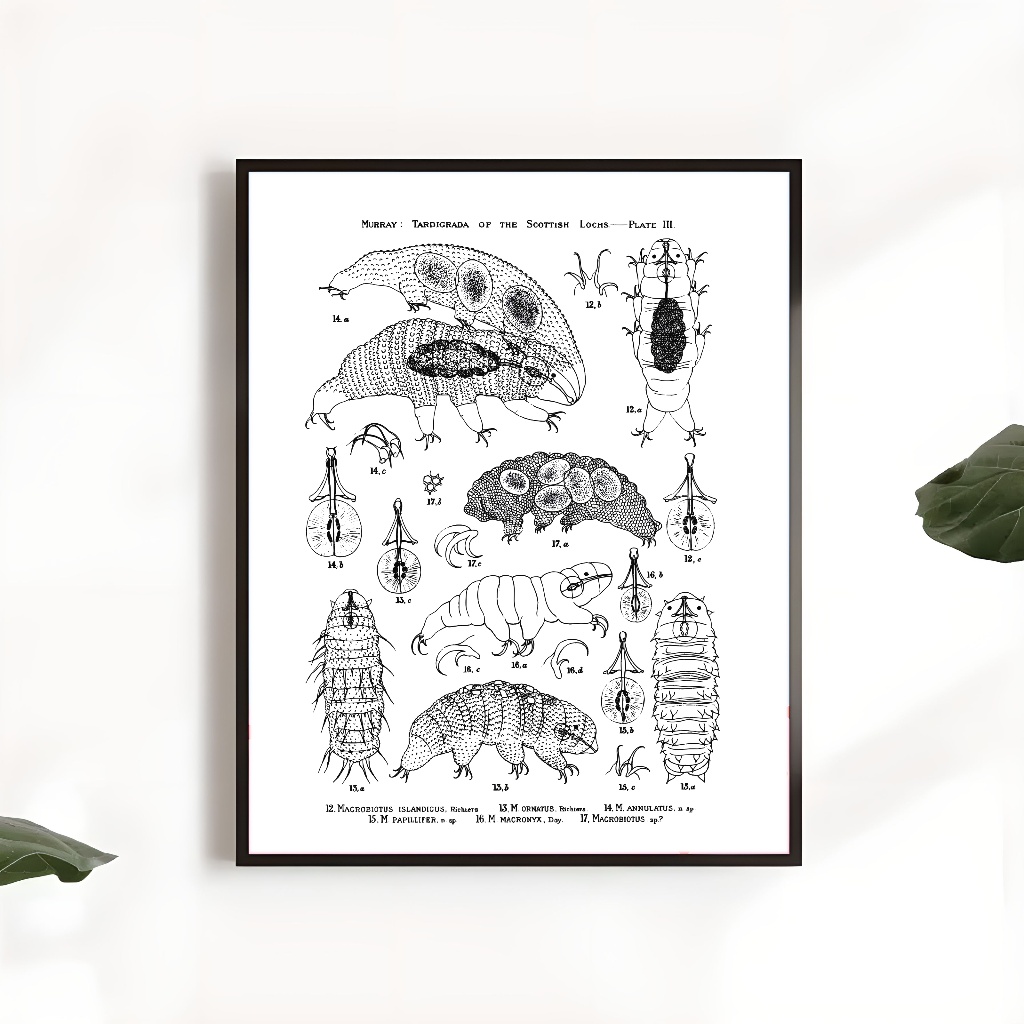 Murray: Tardigrada of the Scottish Lochs—Plate III.
14.a
12,b
12.a
14,c
17,b
17,a
14,b
17,c
12,c
13,c
16,b
16,c
16,a
16,d
15,b
13,a
13,b
15,c
15,a
12. Macrobiotus islandicus, Richters 13. M ornatus, Richters 14. M. annulatus, n sp
15. M papillifer, n sp. 16. M macronyx, Doy. 17. Macrobiotus sp.?